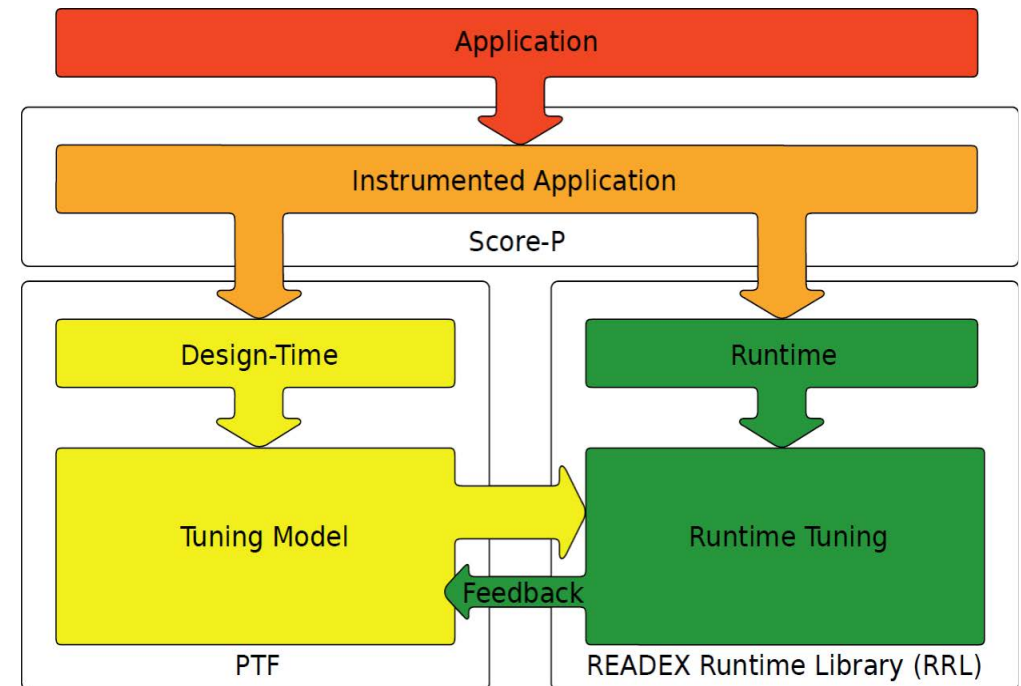 Application
Instrumented Application
Score-P
Design-Time
Runtime
Tuning Model
Runtime Tuning
Feedback
PTF
READEX Runtime Library (RRL)